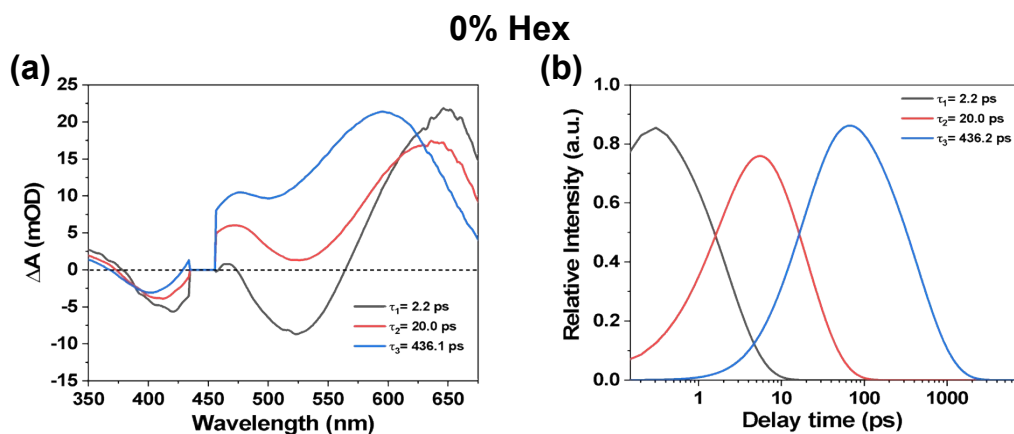 0% Hex
(a)
25
20
15
10
5
0
-5
-10
-15
ΔA (mOD)
350 400 450 500 550 600 650
Wavelength (nm)
τ₁= 2.2 ps
τ₂= 20.0 ps
τ₃= 436.1 ps
(b)
1.0
0.8
0.6
0.4
0.2
0.0
Relative Intensity (a.u.)
1 10 100 1000
Delay time (ps)
τ₁= 2.2 ps
τ₂= 20.0 ps
τ₃= 436.2 ps